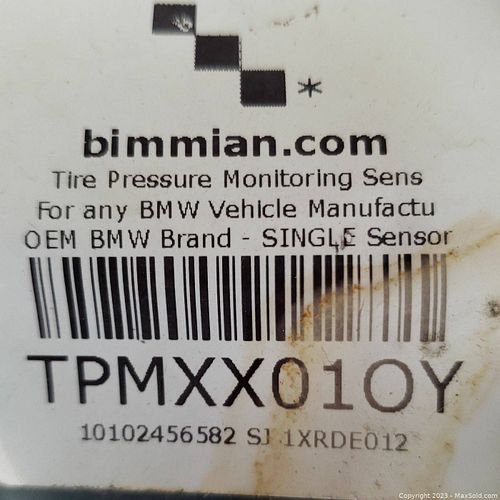 *
bimmian.com
Tire Pressure Monitoring Sens
For any BMW Vehicle Manufactu
OEM BMW Brand - SINGLE Sensor
TPMXX01OY
10102456582 SJ 1XRDE012
Copyright 2023 - MaxSold.com